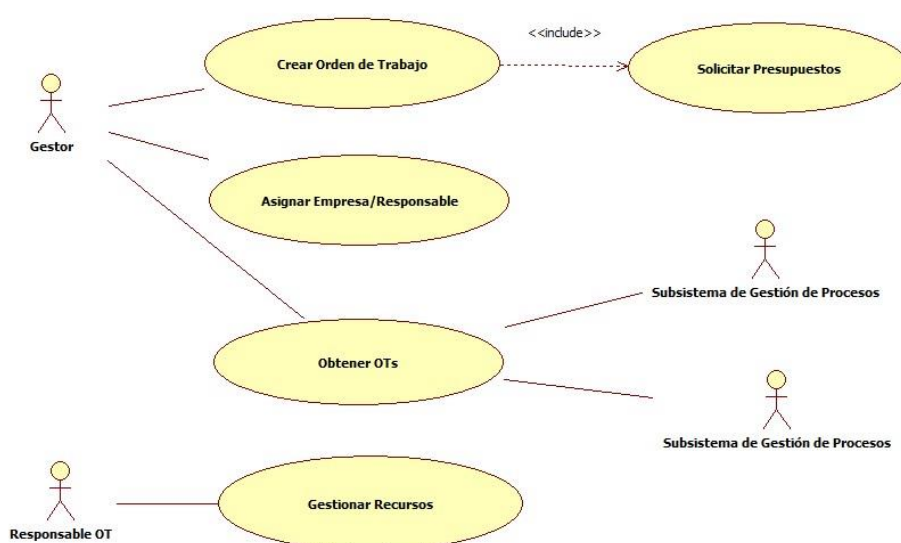 <<include>>
Crear Orden de Trabajo
Solicitar Presupuestos
Gestor
Asignar Empresa/Responsable
Subsistema de Gestión de Procesos
Obtener OTs
Subsistema de Gestión de Procesos
Gestionar Recursos
Responsable OT